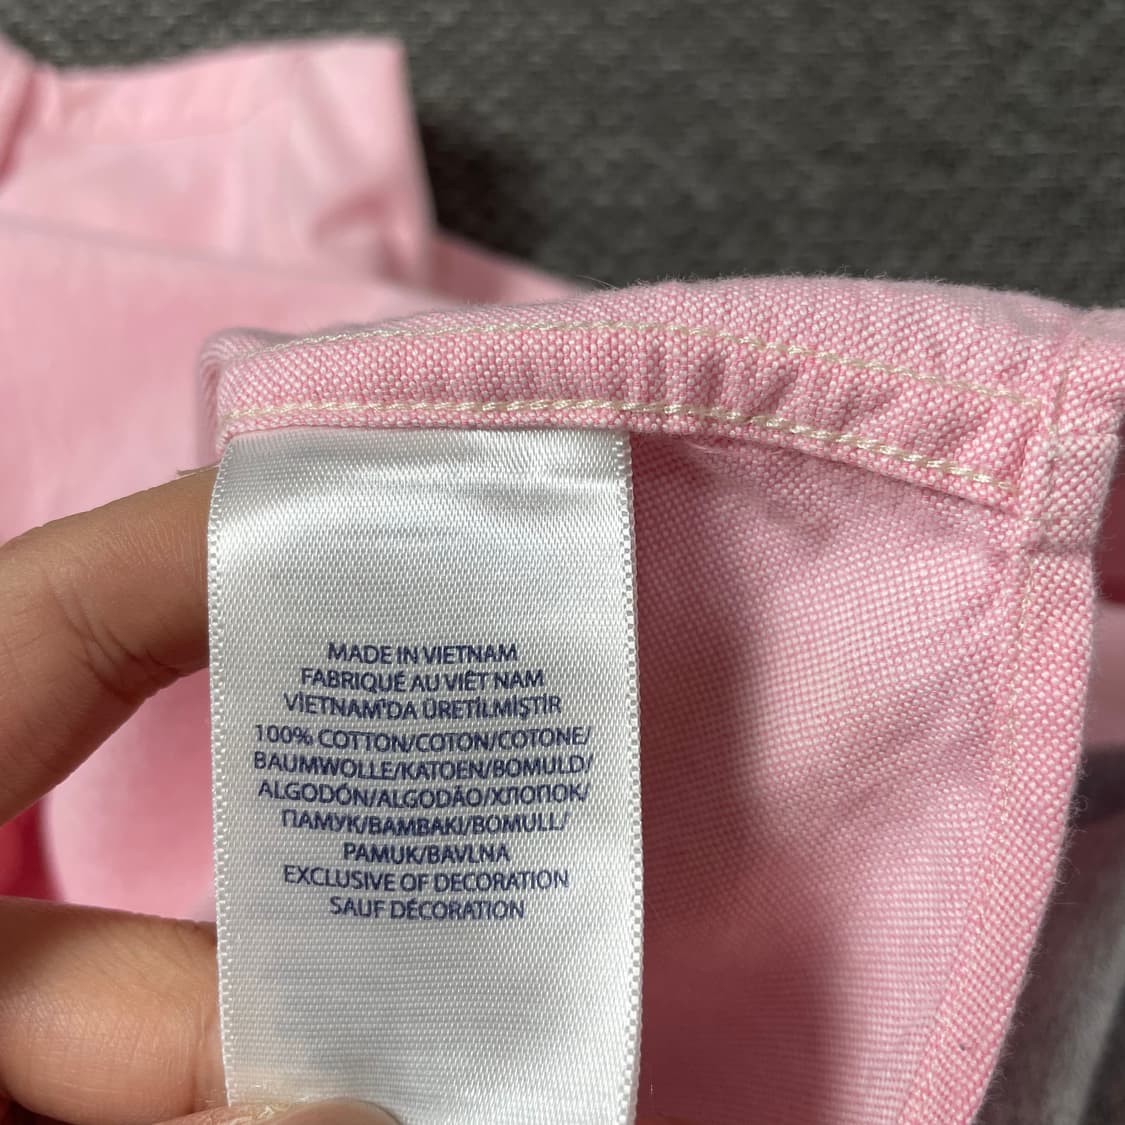 MADE IN VIETNAM
FABRIQUÉ AU VIÊT NAM
VİETNAM'DA ÜRETİLMİŞTİR
100% COTTON/COTON/COTONE/
BAUMWOLLE/KATOEN/BOMULD/
ALGODÓN/ALGODÃO/ХЛОПОК/
ПАМУК/BAMBAKI/BOMULL/
PAMUK/BAVLNA
EXCLUSIVE OF DECORATION
SAUF DÉCORATION